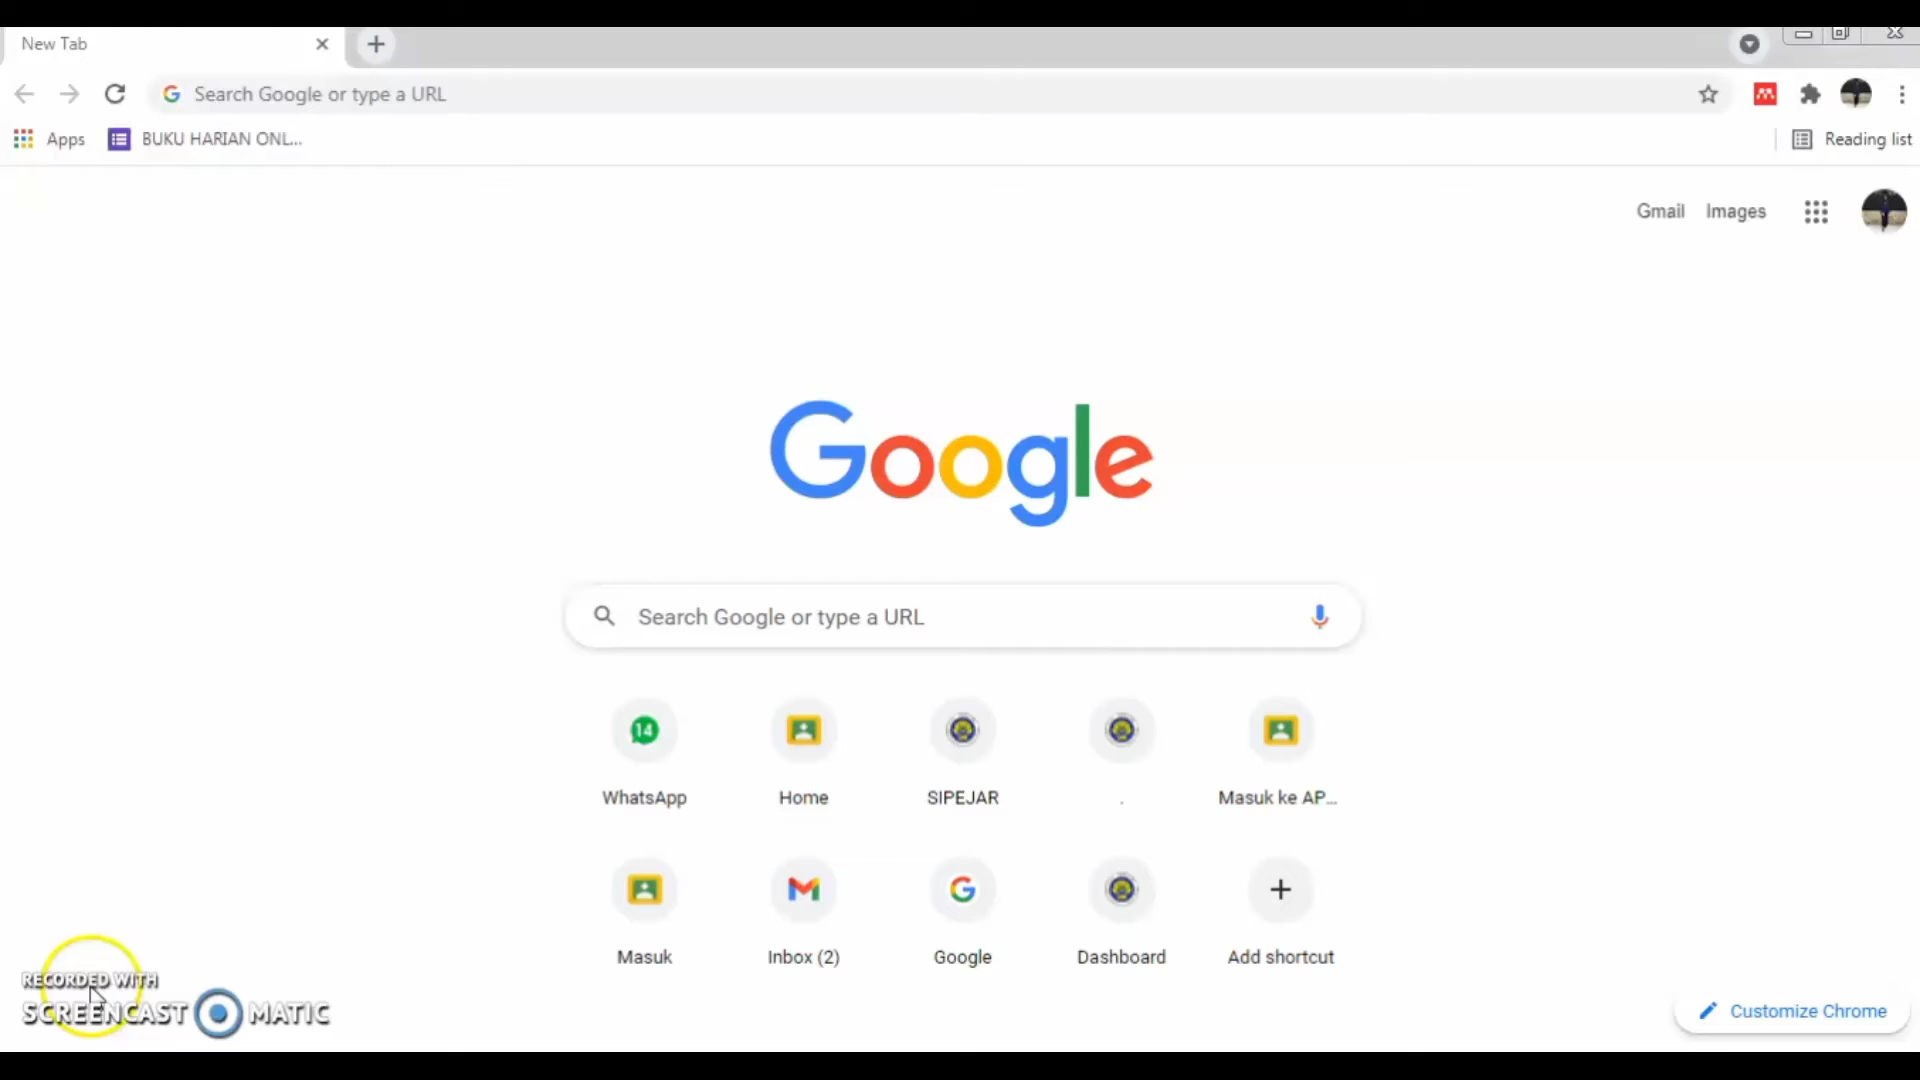 New Tab
Search Google or type a URL
Apps
BUKU HARIAN ONL...
Reading list
Gmail
Images
Google
Search Google or type a URL
14
WhatsApp
Home
SIPEJAR
.
Masuk ke AP...
Masuk
Inbox (2)
Google
Dashboard
Add shortcut
RECORDED WITH
SCREENCAST MATIC
Customize Chrome